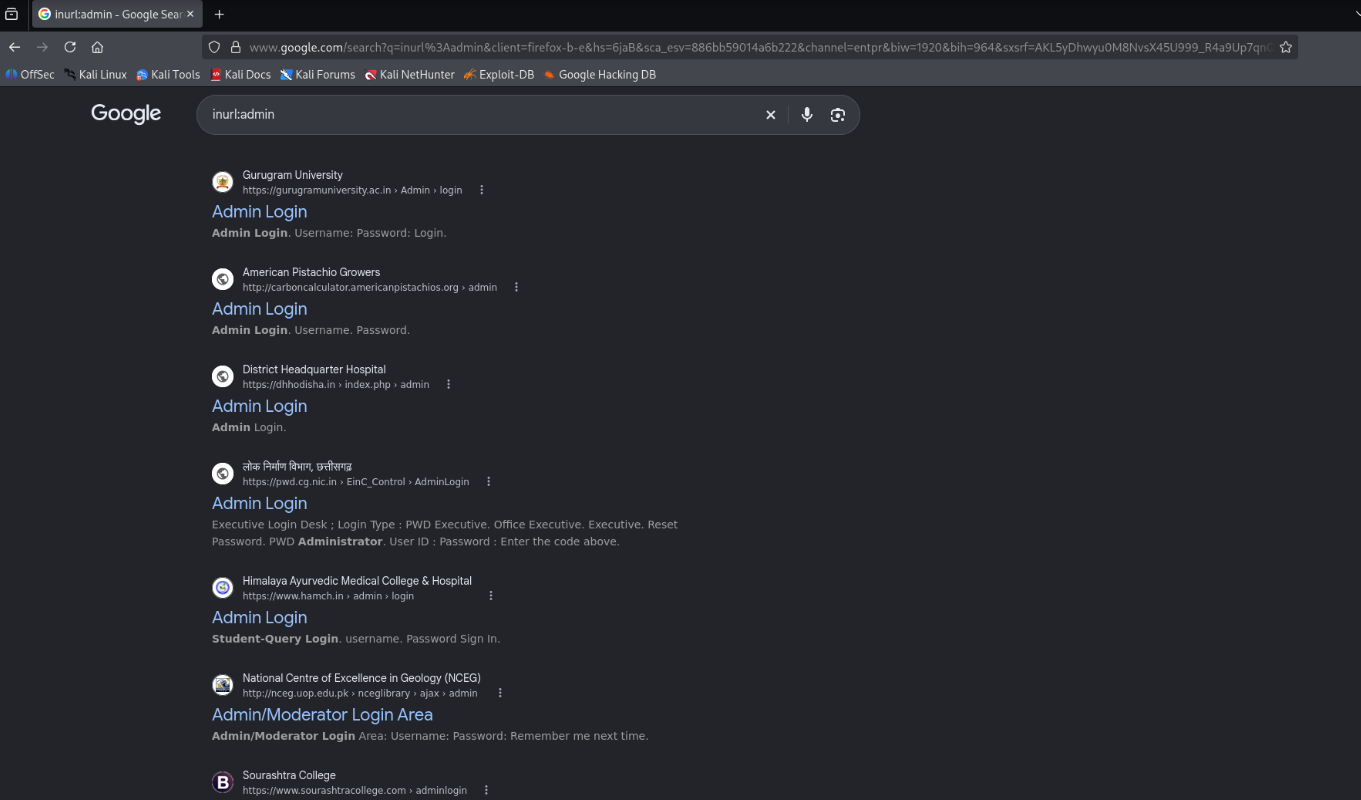 inurl:admin - Google Sear
www.google.com/search?q=inurl%3Aadmin&client=firefox-b-e&hs=6jaB&sca_esv=886bb59014a6b222&channel=entpr&biw=1920&bih=964&sxsrf=AKL5yDhwyu0M8NvsX45U999_R4a9Up7qnG
OffSec Kali Linux Kali Tools Kali Docs Kali Forums Kali NetHunter Exploit-DB Google Hacking DB
Google inurl:admin
Gurugram University
https://gurugramuniversity.ac.in › Admin › login
Admin Login
Admin Login. Username: Password: Login.
American Pistachio Growers
http://carboncalculator.americanpistachios.org › admin
Admin Login
Admin Login. Username. Password.
District Headquarter Hospital
https://dhhodisha.in › index.php › admin
Admin Login
Admin Login.
लोक निर्माण विभाग, छत्तीसगढ़
https://pwd.cg.nic.in › EinC_Control › AdminLogin
Admin Login
Executive Login Desk ; Login Type : PWD Executive. Office Executive. Executive. Reset
Password. PWD Administrator. User ID : Password : Enter the code above.
Himalaya Ayurvedic Medical College & Hospital
https://www.hamch.in › admin › login
Admin Login
Student-Query Login. username. Password Sign In.
National Centre of Excellence in Geology (NCEG)
http://nceg.uop.edu.pk › nceglibrary › ajax › admin
Admin/Moderator Login Area
Admin/Moderator Login Area: Username: Password: Remember me next time.
B
Sourashtra College
https://www.sourashtracollege.com › adminlogin